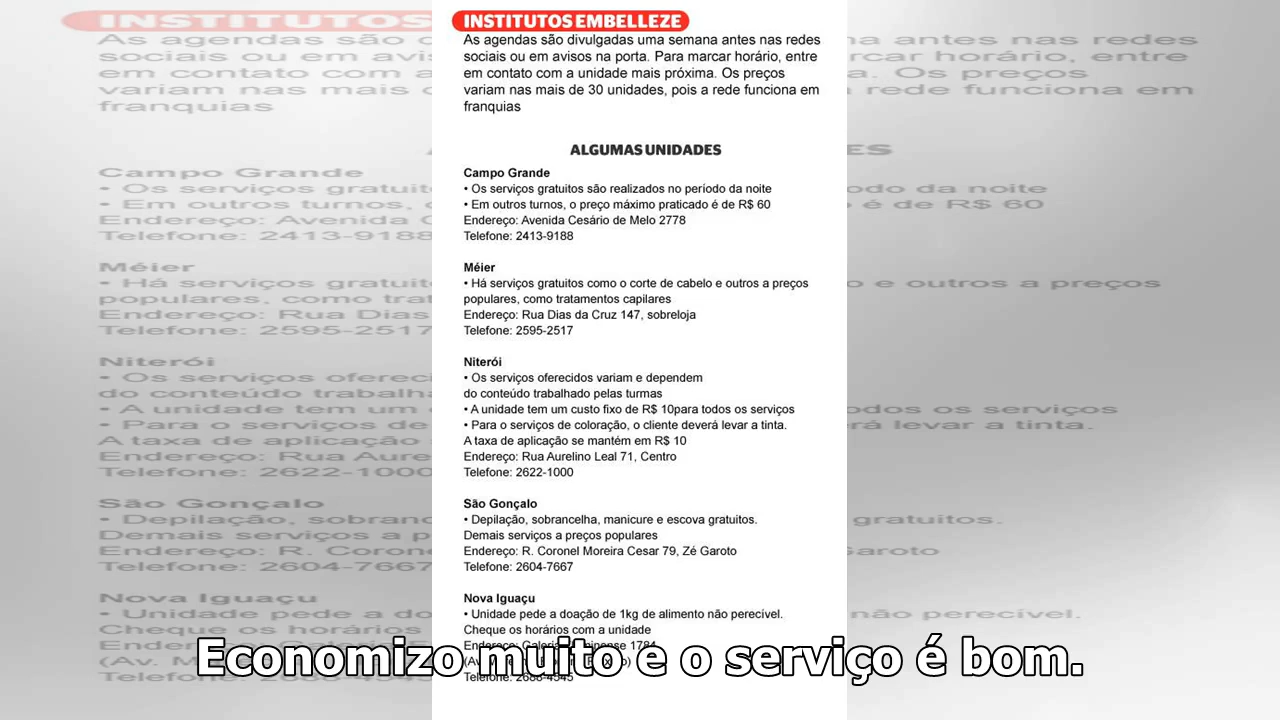 INSTITUTOS EMBELLEZE
As agendas são divulgadas uma semana antes nas redes
sociais ou em avisos na porta. Para marcar horário, entre
em contato com a unidade mais próxima. Os preços
variam nas mais de 30 unidades, pois a rede funciona em
franquias
ALGUMAS UNIDADES
Campo Grande
• Os serviços gratuitos são realizados no período da noite
• Em outros turnos, o preço máximo praticado é de R$ 60
Endereço: Avenida Cesário de Melo 2778
Telefone: 2413-9188
Méier
• Há serviços gratuitos como o corte de cabelo e outros a preços
populares, como tratamentos capilares
Endereço: Rua Dias da Cruz 147, sobreloja
Telefone: 2595-2517
Niterói
• Os serviços oferecidos variam e dependem
do conteúdo trabalhado pelas turmas
• A unidade tem um custo fixo de R$ 10para todos os serviços
• Para o serviços de coloração, o cliente deverá levar a tinta.
A taxa de aplicação se mantém em R$ 10
Endereço: Rua Aurelino Leal 71, Centro
Telefone: 2622-1000
São Gonçalo
• Depilação, sobrancelha, manicure e escova gratuitos.
Demais serviços a preços populares
Endereço: R. Coronel Moreira Cesar 79, Zé Garoto
Telefone: 2604-7667
Nova Iguaçu
• Unidade pede a doação de 1kg de alimento não perecível.
Cheque os horários com a unidade
Endereço: Galeria
(Av.
Telefone: 2686-4545
Economizo muito e o serviço é bom.